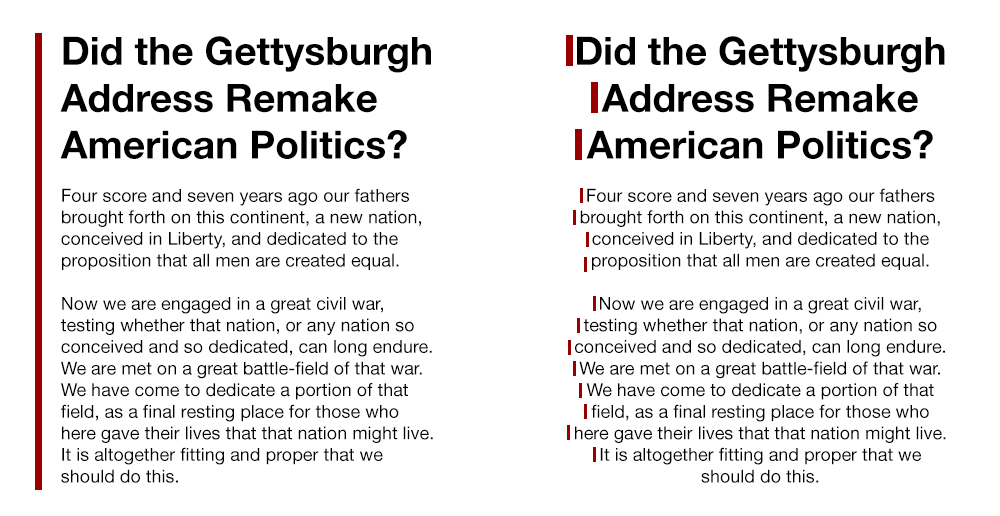 Did the Gettysburgh
Address Remake
American Politics?
Four score and seven years ago our fathers
brought forth on this continent, a new nation,
conceived in Liberty, and dedicated to the
proposition that all men are created equal.
Now we are engaged in a great civil war,
testing whether that nation, or any nation so
conceived and so dedicated, can long endure.
We are met on a great battle-field of that war.
We have come to dedicate a portion of that
field, as a final resting place for those who
here gave their lives that that nation might live.
It is altogether fitting and proper that we
should do this.
Did the Gettysburgh
Address Remake
American Politics?
Four score and seven years ago our fathers
brought forth on this continent, a new nation,
conceived in Liberty, and dedicated to the
proposition that all men are created equal.
Now we are engaged in a great civil war,
testing whether that nation, or any nation so
conceived and so dedicated, can long endure.
We are met on a great battle-field of that war.
We have come to dedicate a portion of that
field, as a final resting place for those who
here gave their lives that that nation might live.
It is altogether fitting and proper that we
should do this.